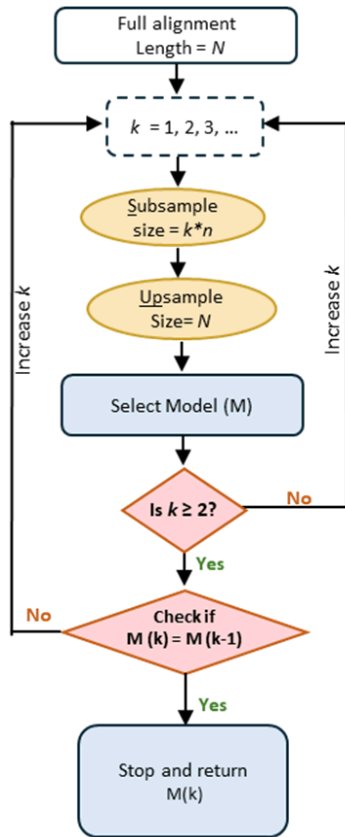 Full alignment
Length = N
k = 1, 2, 3, ...
Subsample
size = k*n
Upsample
Size= N
Select Model (M)
Is k ≥ 2?
No
Yes
Increase k
Increase k
Check if
M (k) = M (k-1)
No
Yes
Stop and return
M(k)